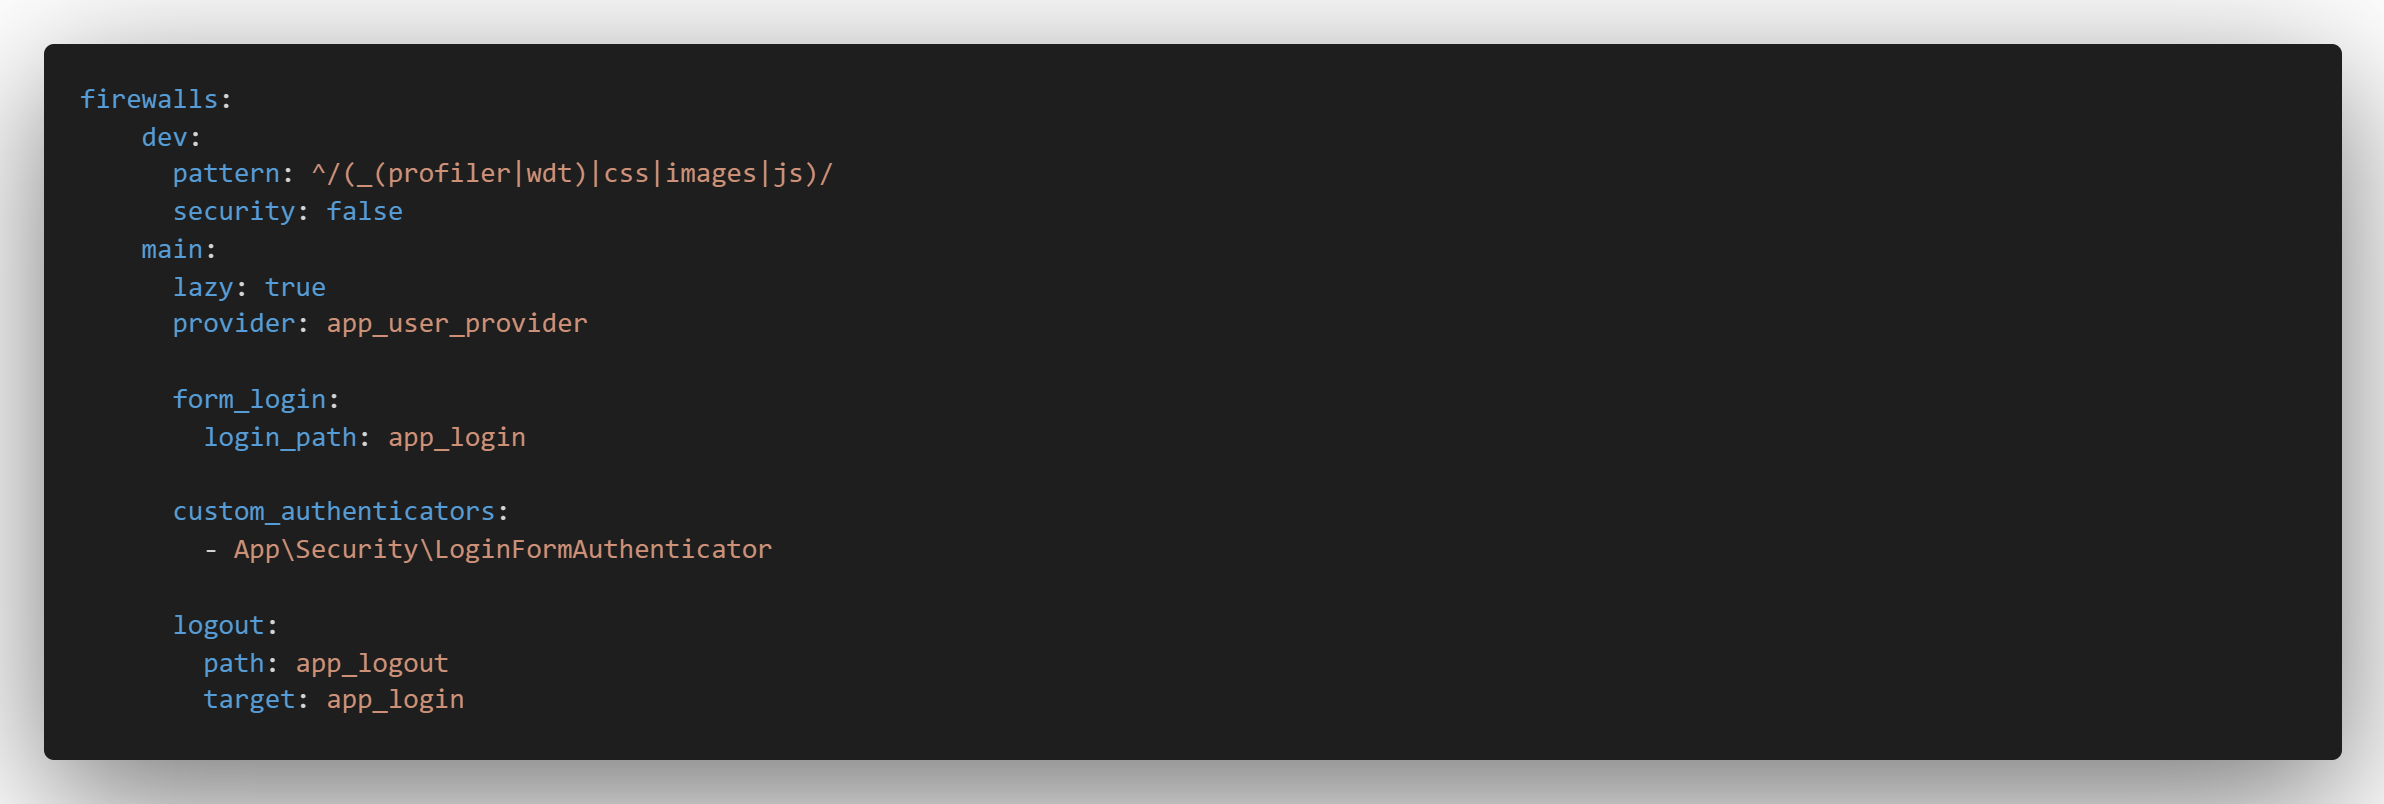 firewalls:
    dev:
      pattern: ^/(_(profiler|wdt)|css|images|js)/
      security: false
    main:
      lazy: true
      provider: app_user_provider

      form_login:
        login_path: app_login

      custom_authenticators:
        - App\Security\LoginFormAuthenticator

      logout:
        path: app_logout
        target: app_login